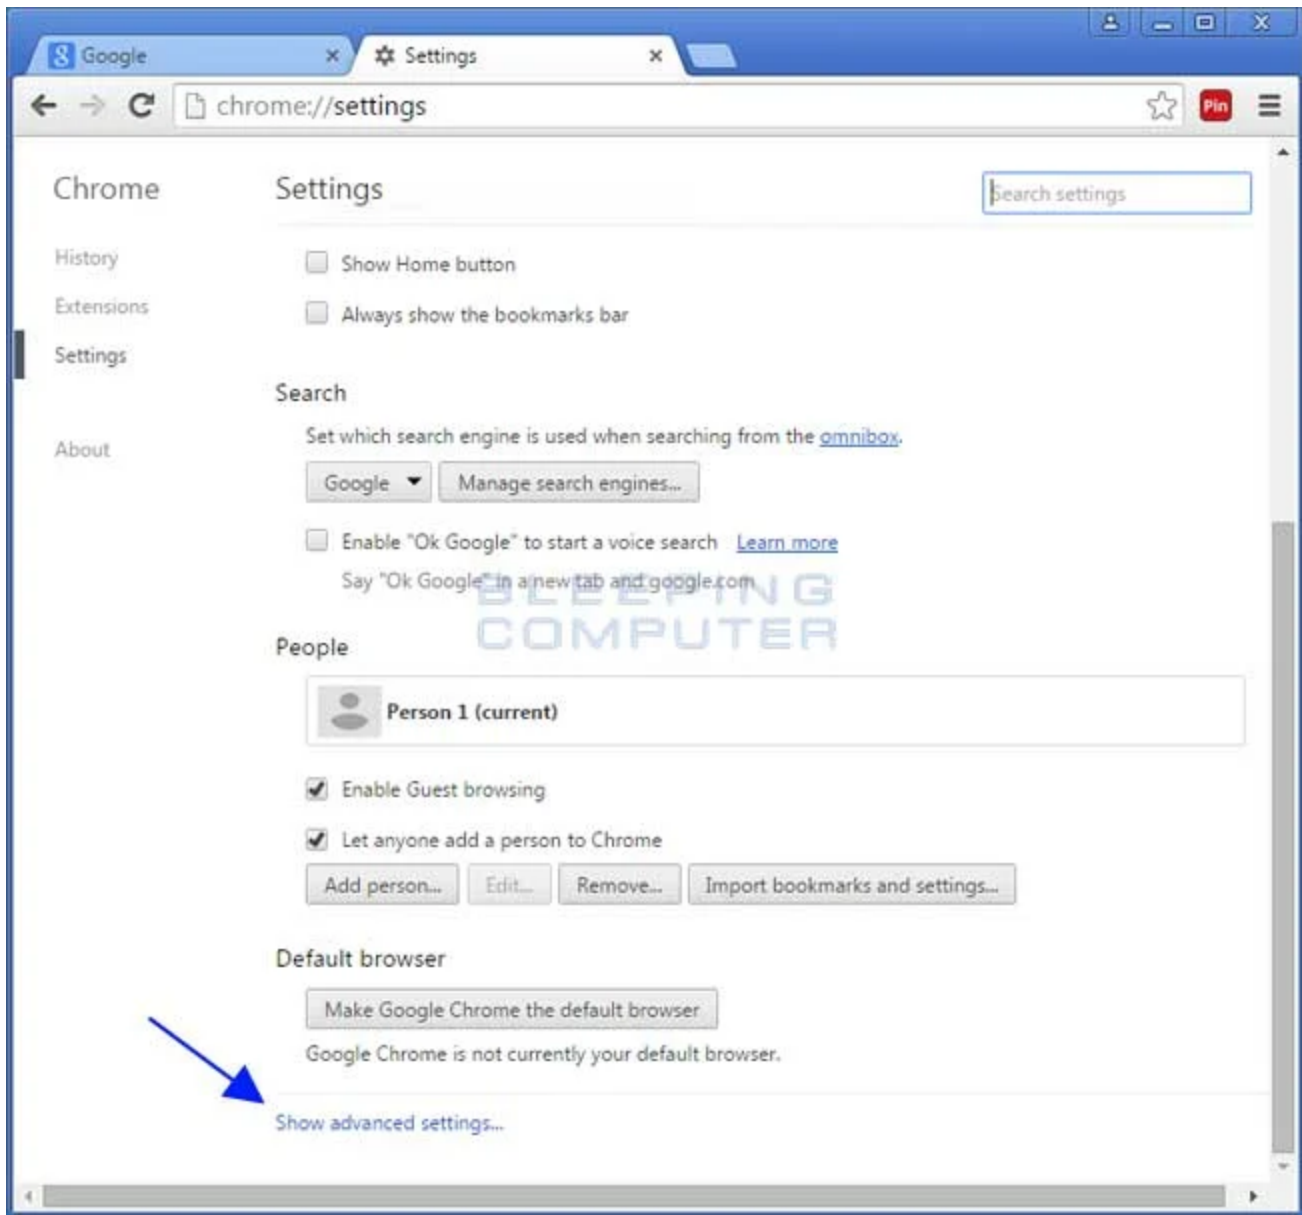 Google
Settings
chrome://settings
Pin
Chrome
Settings
Search settings
History
Extensions
Settings
About
Show Home button
Always show the bookmarks bar
Search
Set which search engine is used when searching from the omnibox.
Google
Manage search engines...
Enable "Ok Google" to start a voice search Learn more
Say "Ok Google" in a new tab and google.com
BLEEPING
COMPUTER
People
Person 1 (current)
Enable Guest browsing
Let anyone add a person to Chrome
Add person...
Edit...
Remove...
Import bookmarks and settings...
Default browser
Make Google Chrome the default browser
Google Chrome is not currently your default browser.
Show advanced settings...